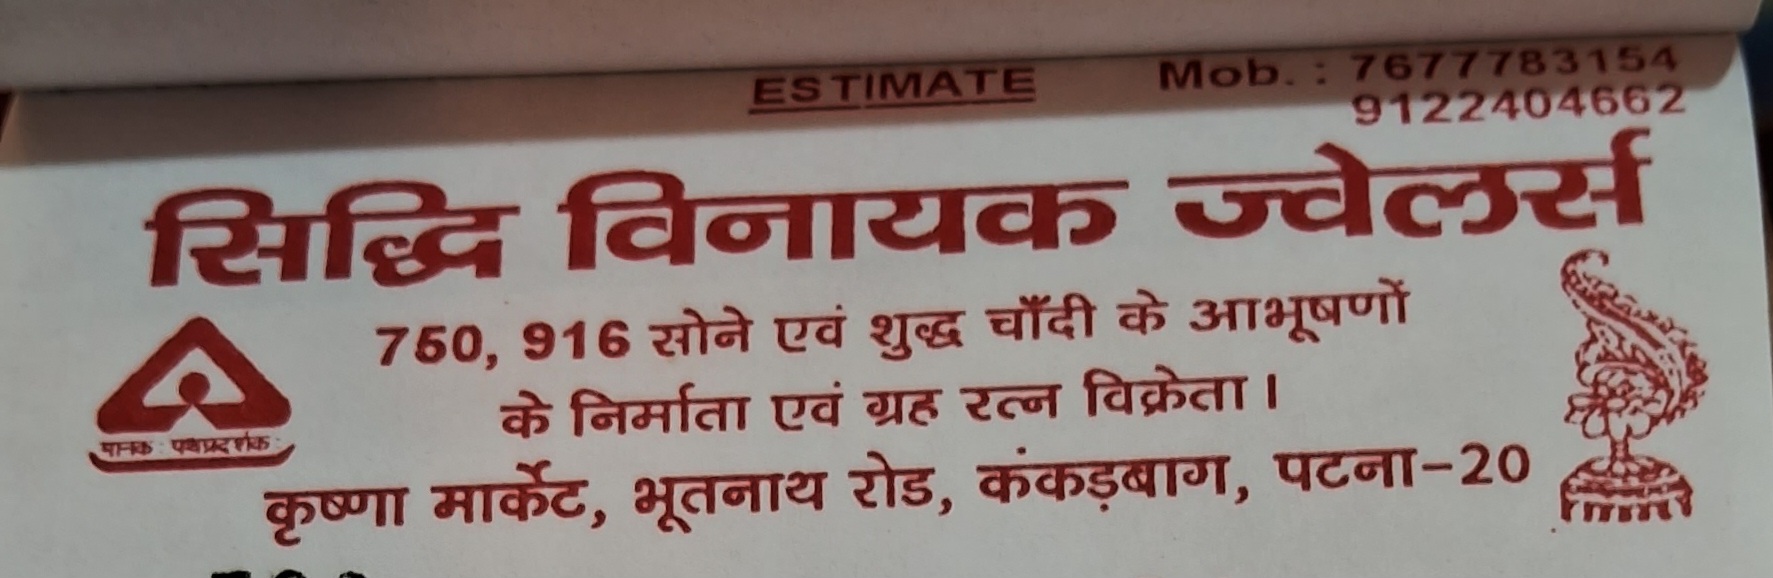 ESTIMATE Mob. : 7677783154
9122404662
सिद्धि विनायक ज्वेलर्स
750, 916 सोने एवं शुद्ध चाँदी के आभूषणों
के निर्माता एवं ग्रह रत्न विक्रेता।
मानक : पथप्रदर्शक :
कृष्णा मार्केट, भूतनाथ रोड, कंकड़बाग, पटना-20